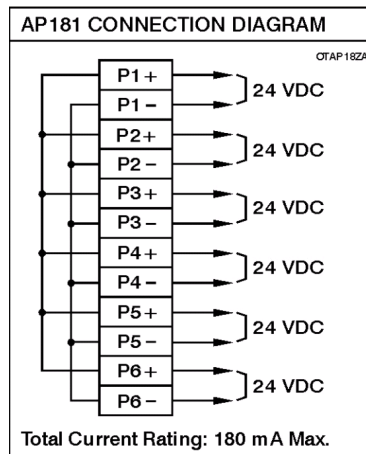 AP181 CONNECTION DIAGRAM
OTAP18ZA
P1+
24 VDC
P1-
P2+
24 VDC
P2-
P3+
24 VDC
P3-
P4+
24 VDC
P4-
P5+
24 VDC
P5-
P6+
24 VDC
P6-
Total Current Rating: 180 mA Max.